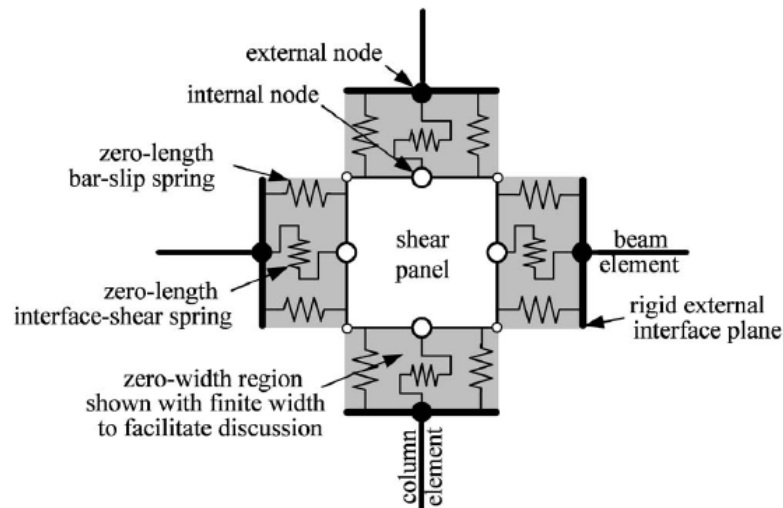 external node
internal node
zero-length
bar-slip spring
shear
panel
beam
element
zero-length
interface-shear spring
rigid external
interface plane
zero-width region
shown with finite width
to facilitate discussion
column
element